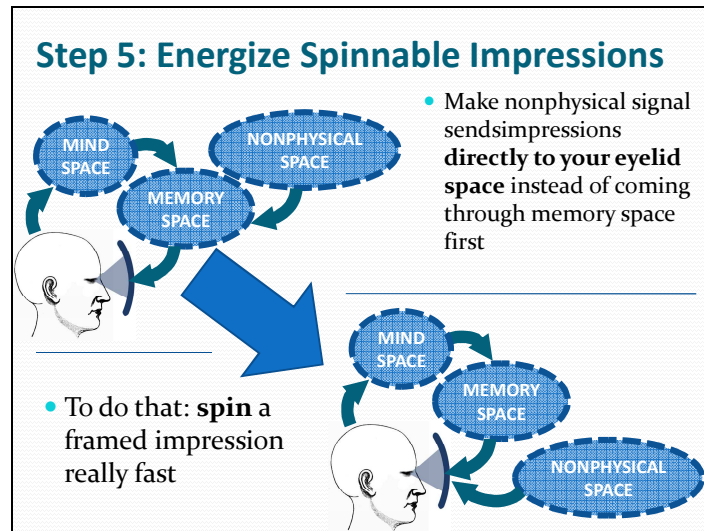 Step 5: Energize Spinnable Impressions
MIND
SPACE
NONPHYSICAL
SPACE
MEMORY
SPACE
• Make nonphysical signal
sendsimpressions
directly to your eyelid
space instead of coming
through memory space
first
• To do that: spin a
framed impression
really fast
MIND
SPACE
MEMORY
SPACE
NONPHYSICAL
SPACE